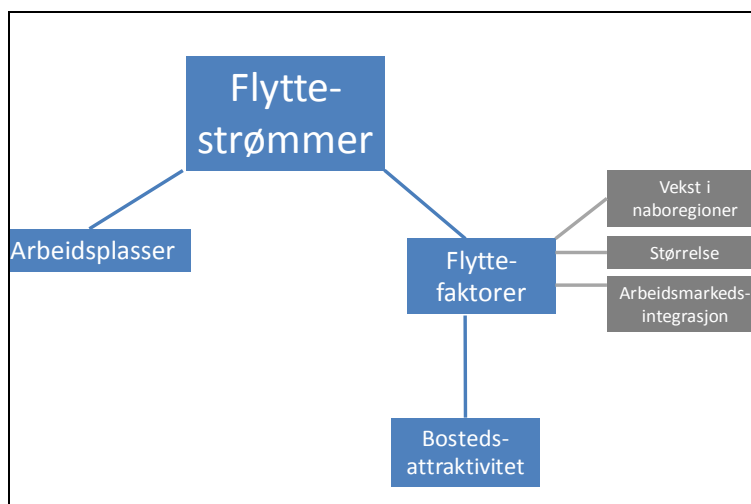 Flytte-
strømmer
Arbeidsplasser
Flytte-
faktorer
Vekst i
naboregioner
Størrelse
Arbeidsmarkeds-
integrasjon
Bosteds-
attraktivitet